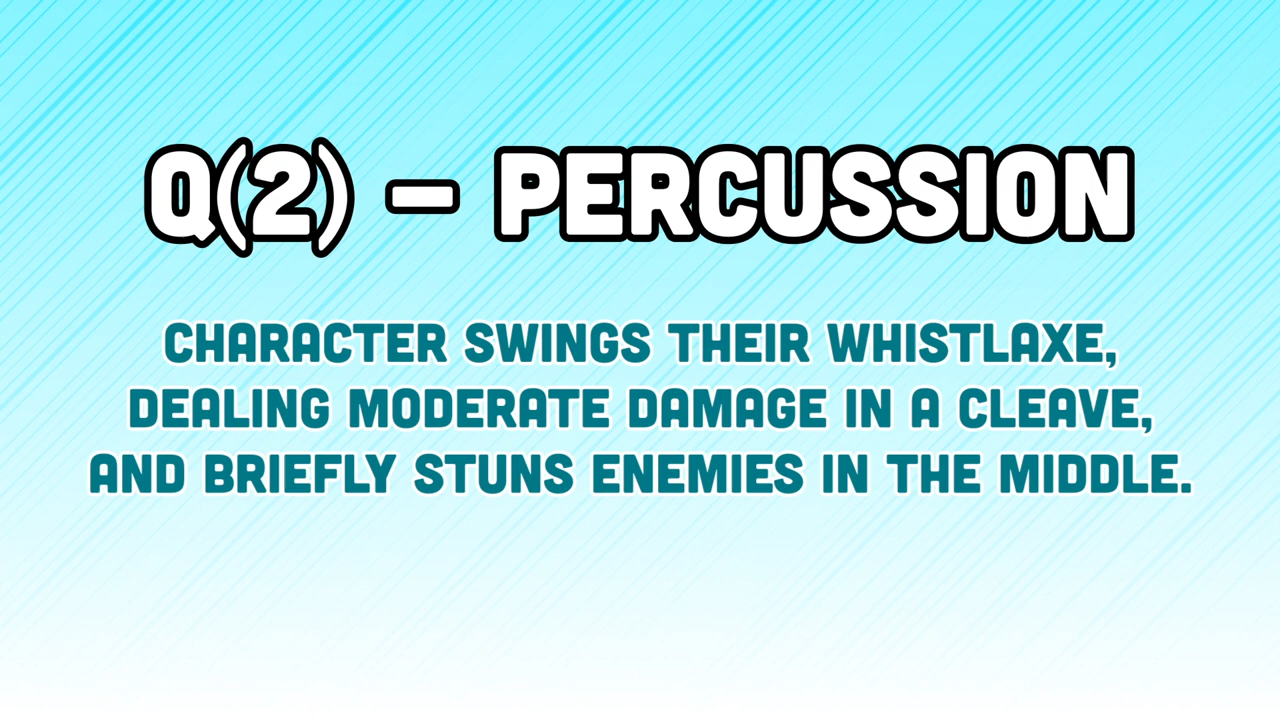 Q(2) – PERCUSSION
CHARACTER SWINGS THEIR WHISTLAXE,
DEALING MODERATE DAMAGE IN A CLEAVE,
AND BRIEFLY STUNS ENEMIES IN THE MIDDLE.